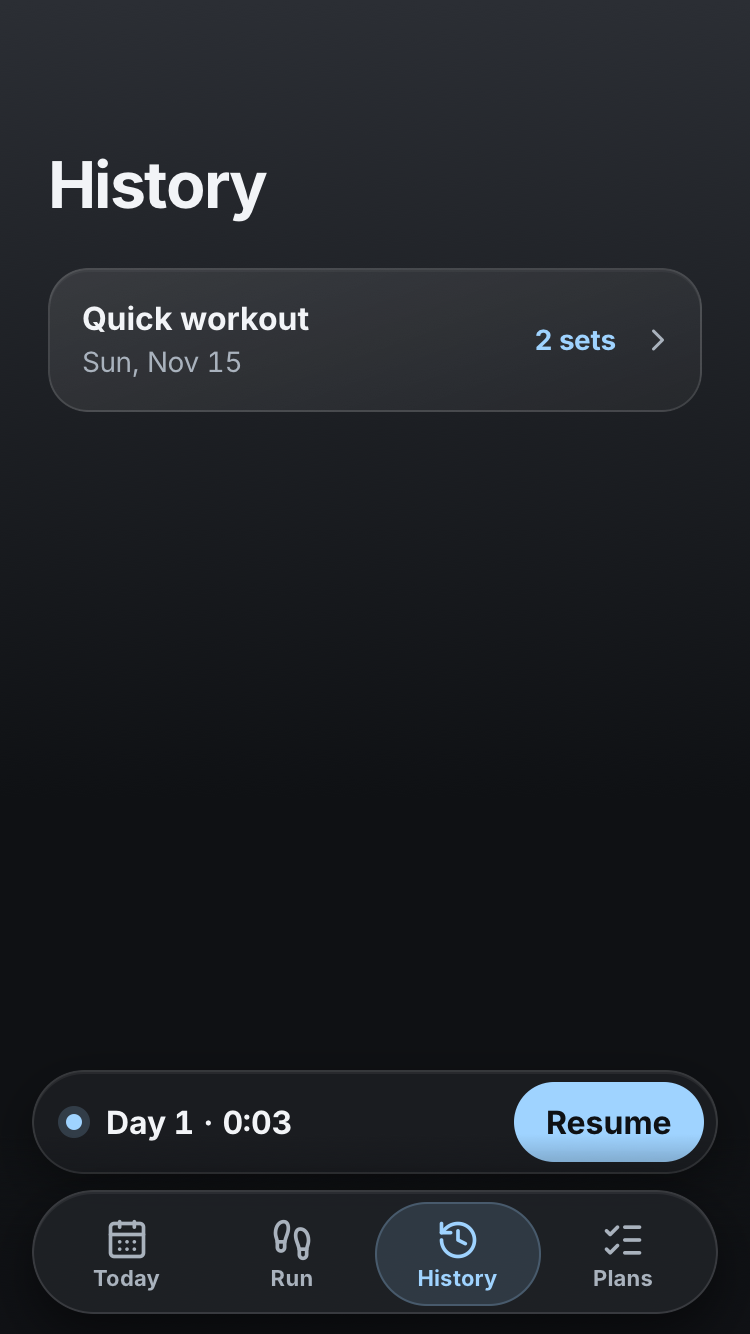 History
Quick workout
Sun, Nov 15
2 sets
Day 1 · 0:03
Resume
Today
Run
History
Plans